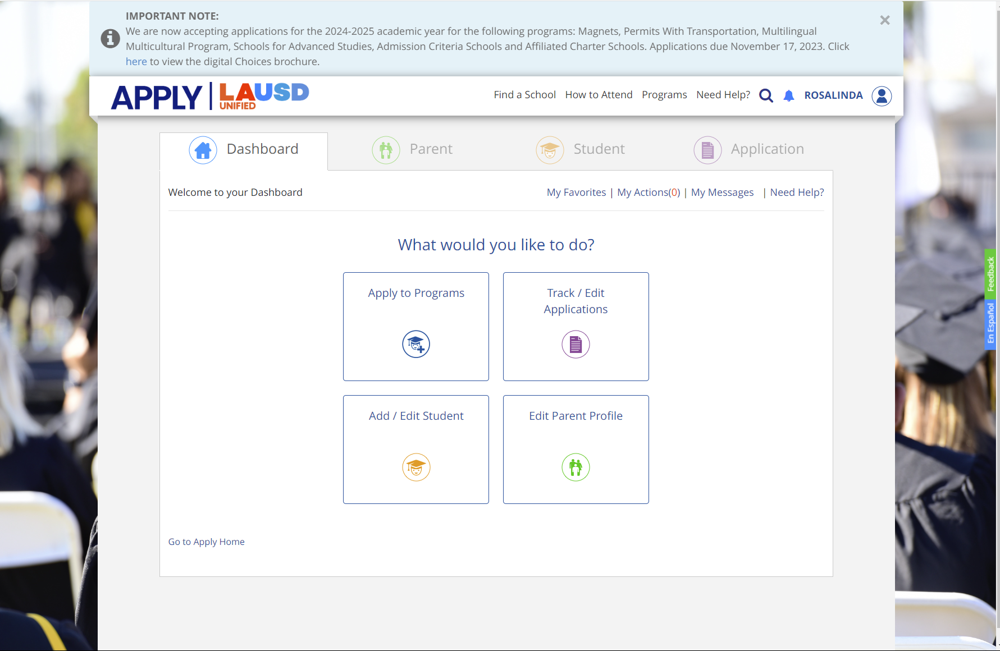 IMPORTANT NOTE:
We are now accepting applications for the 2024-2025 academic year for the following programs: Magnets, Permits With Transportation, Multilingual
Multicultural Program, Schools for Advanced Studies, Admission Criteria Schools and Affiliated Charter Schools. Applications due November 17, 2023. Click
here to view the digital Choices brochure.
×
APPLY | LAUSD
UNIFIED
Find a School How to Attend Programs Need Help? ROSALINDA
Dashboard Parent Student Application
Welcome to your Dashboard
My Favorites | My Actions(0) | My Messages | Need Help?
What would you like to do?
Apply to Programs
Track / Edit
Applications
Add / Edit Student
Edit Parent Profile
Go to Apply Home
Feedback
En Español